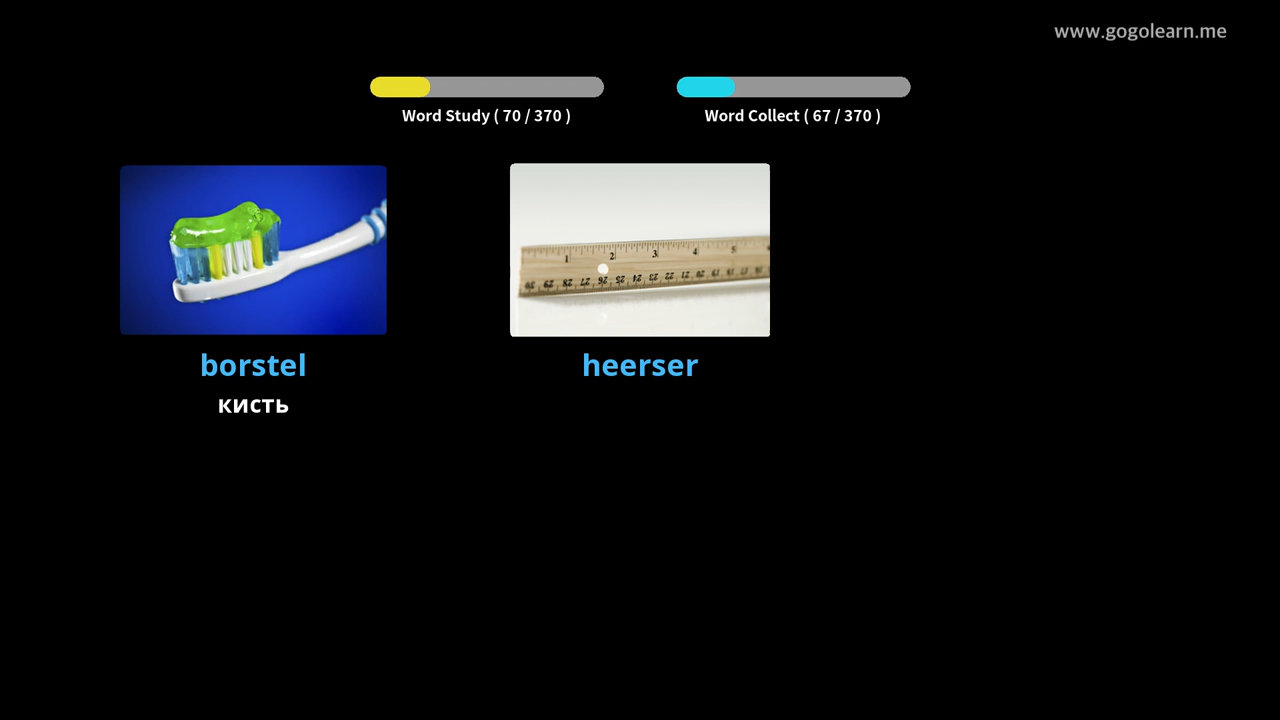 www.gogolearn.me
Word Study ( 70 / 370 )
Word Collect ( 67 / 370 )
borstel
кисть
heerser